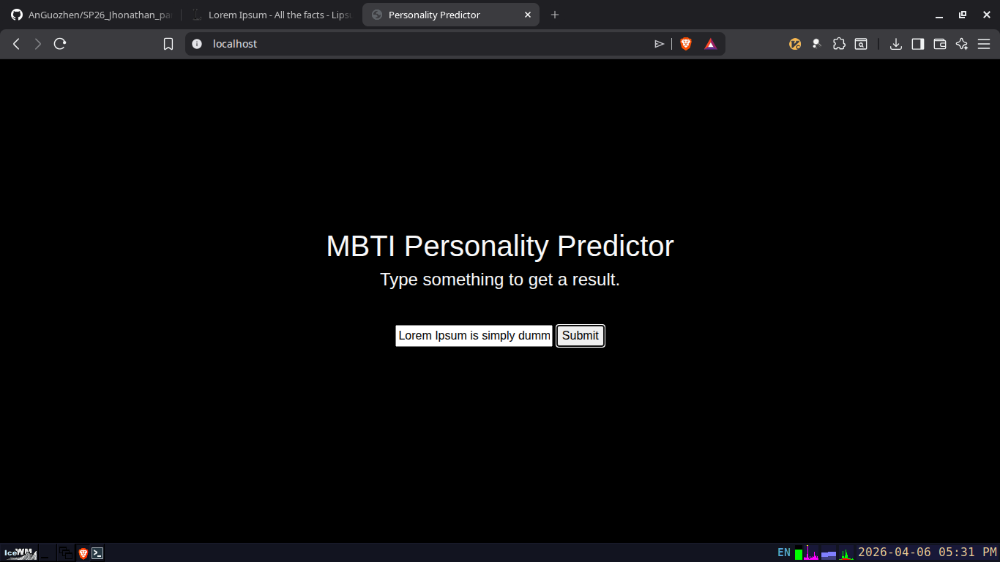 AnGuozhen/SP26_Jhonathan_pa
Lorem Ipsum - All the facts - Lips
Personality Predictor
localhost
MBTI Personality Predictor
Type something to get a result.
Lorem Ipsum is simply dumm
Submit
IceWM
EN
2026-04-06 05:31 PM